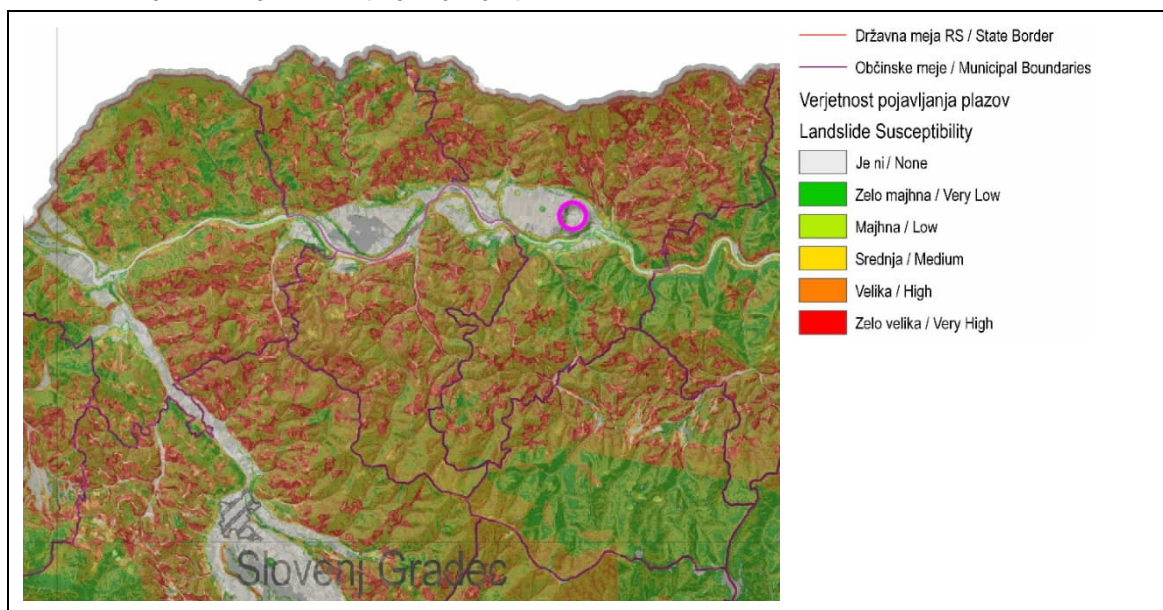 Državna meja RS / State Border
Občinske meje / Municipal Boundaries
Verjetnost pojavljanja plazov
Landslide Susceptibility
Je ni / None
Zelo majhna / Very Low
Majhna / Low
Srednja / Medium
Velika / High
Zelo velika / Very High
Slovenj Gradec